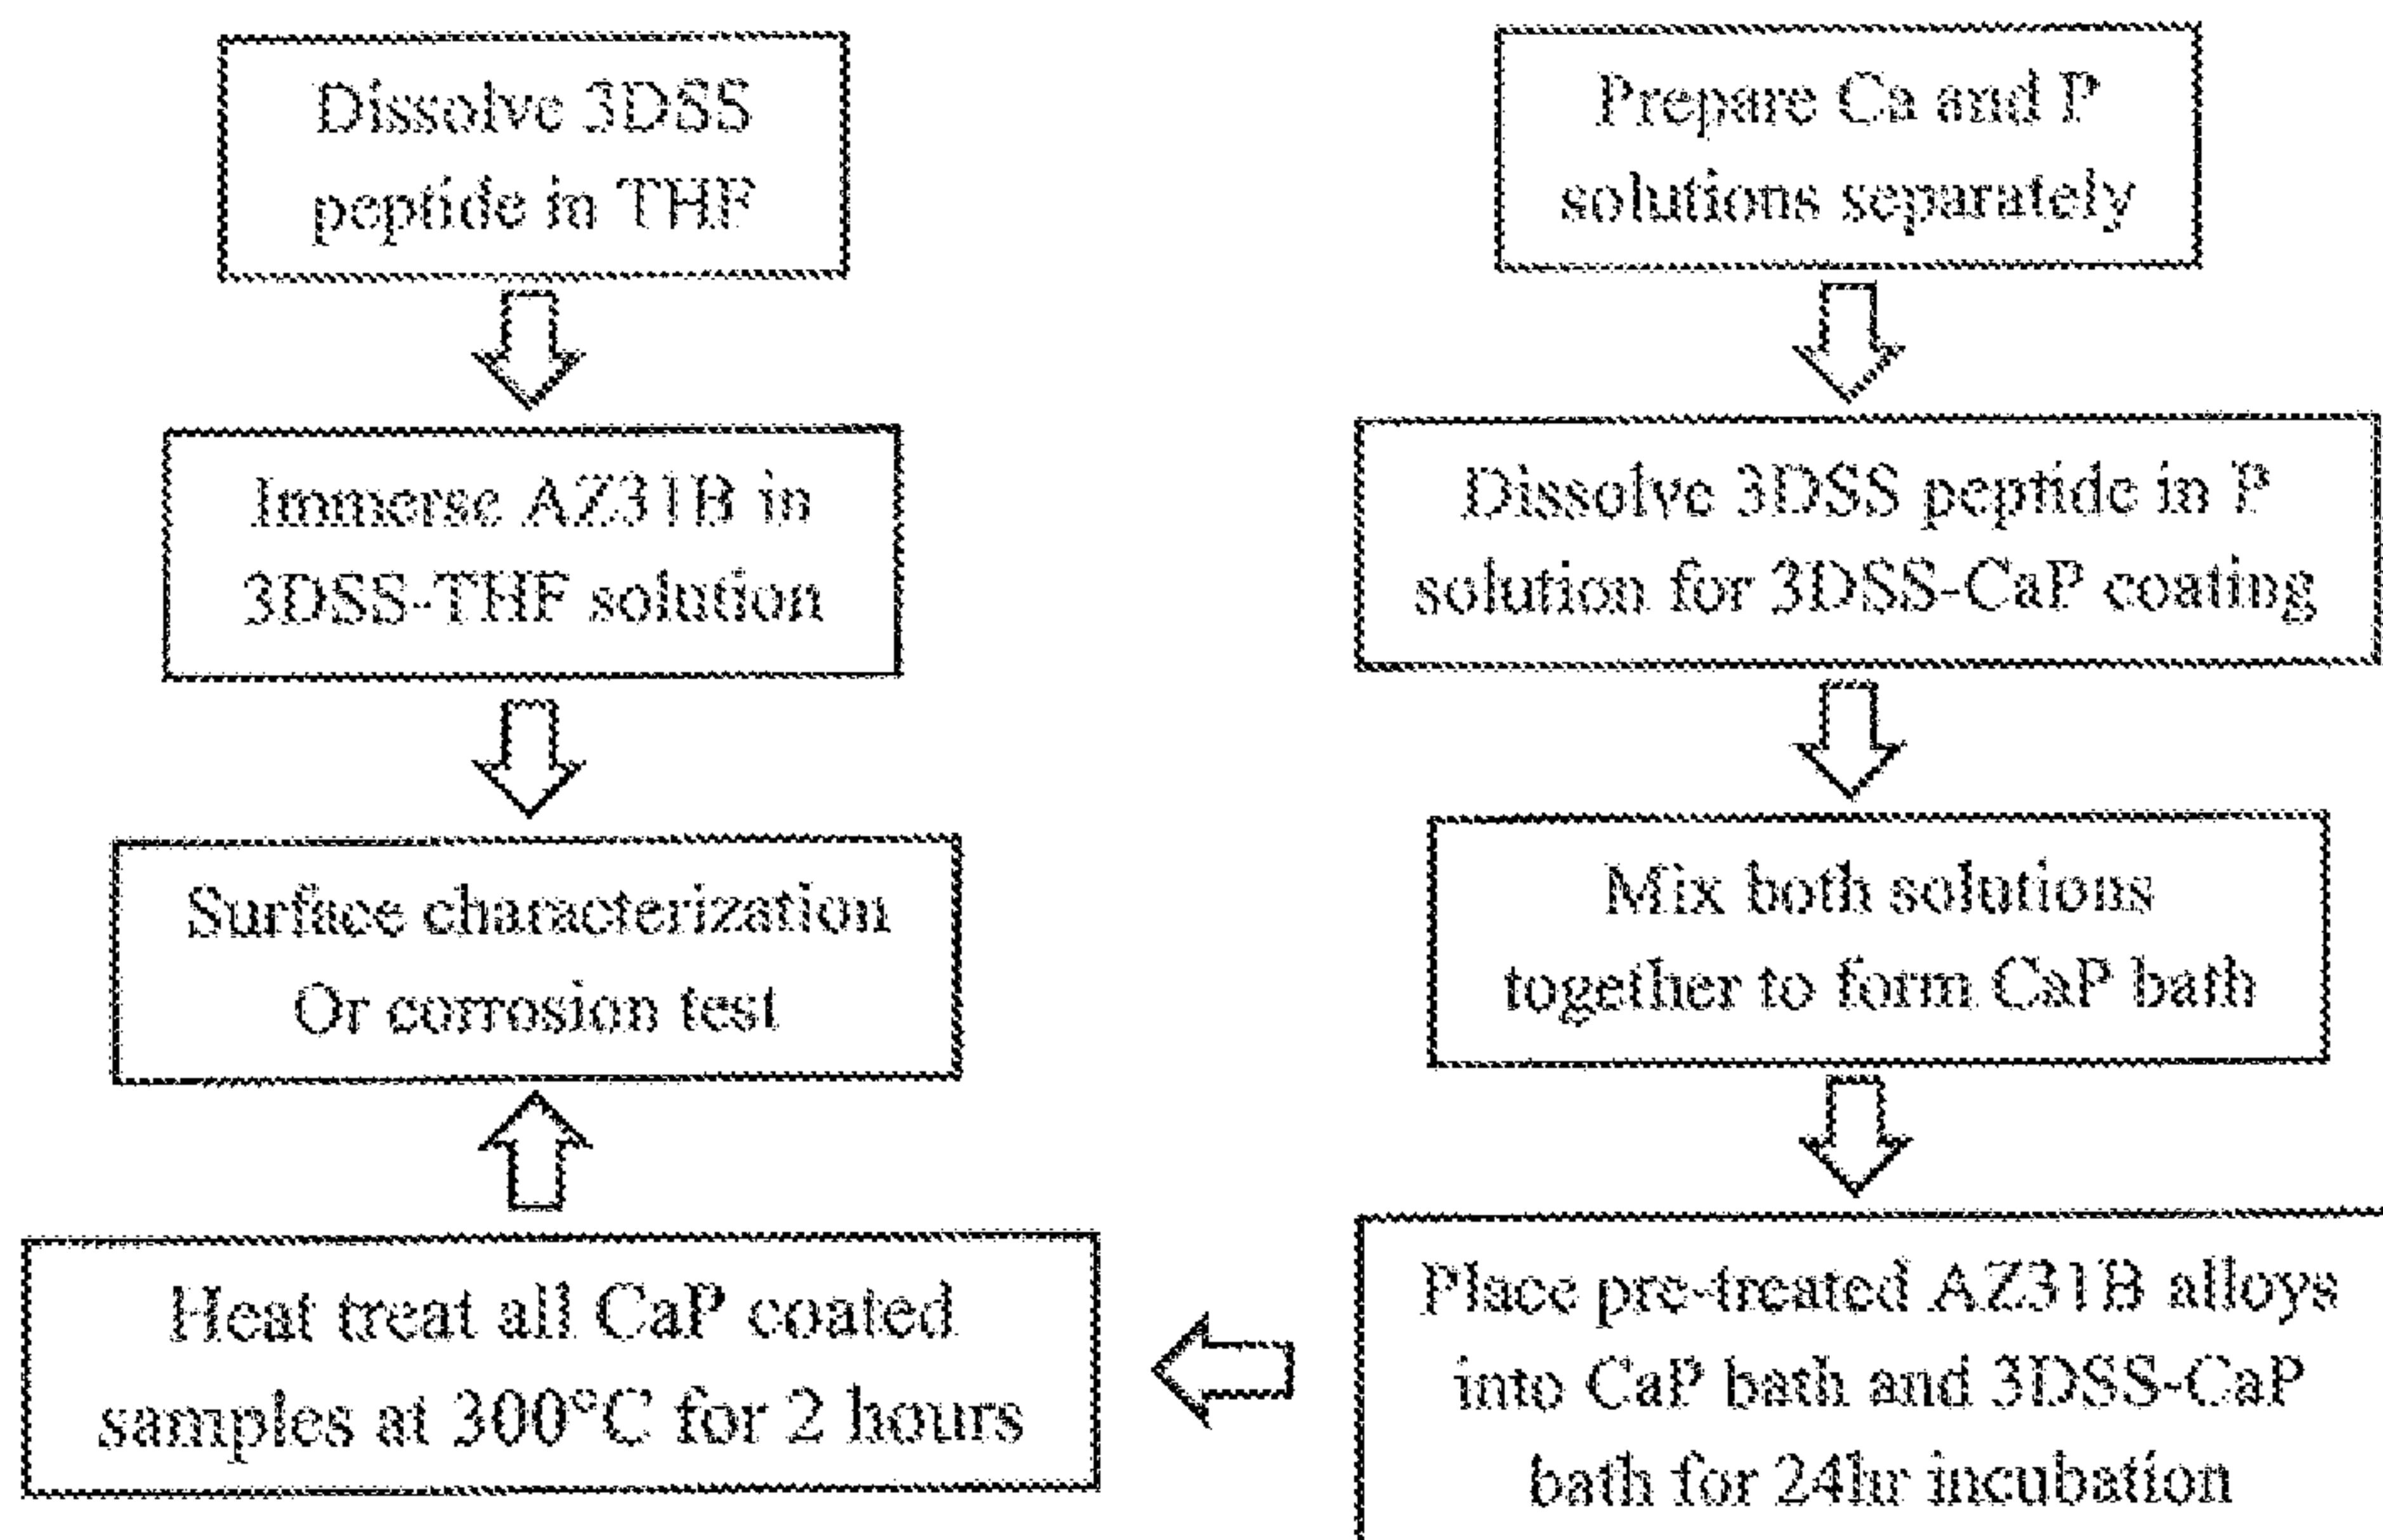 Dissolve 3DSS
peptide in THF
Immerse AZ31B in
3DSS-THF solution
Surface characterization
Or corrosion test
Heat treat all CaP coated
samples at 300°C for 2 hours
Prepare Ca and P
solutions separately
Dissolve 3DSS peptide in P
solution for 3DSS-CaP coating
Mix both solutions
together to form CaP bath
Place pre-treated AZ31B alloys
into CaP bath and 3DSS-CaP
bath for 24hr incubation